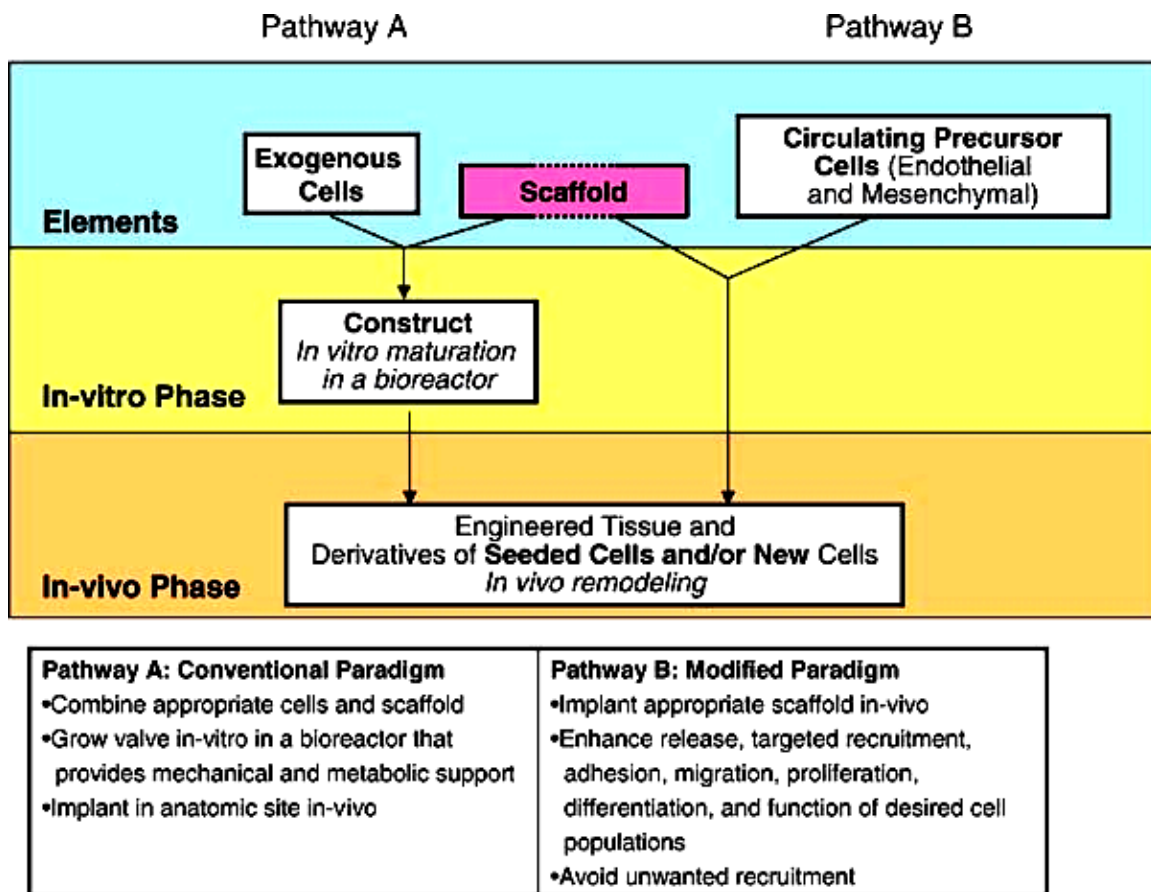 Pathway A
Pathway B
Exogenous
Cells
Scaffold
Circulating Precursor
Cells (Endothelial
and Mesenchymal)
Elements
Construct
In vitro maturation
in a bioreactor
In-vitro Phase
Engineered Tissue and
Derivatives of Seeded Cells and/or New Cells
In vivo remodeling
In-vivo Phase
Pathway A: Conventional Paradigm
•Combine appropriate cells and scaffold
•Grow valve in-vitro in a bioreactor that
provides mechanical and metabolic support
•Implant in anatomic site in-vivo
Pathway B: Modified Paradigm
•Implant appropriate scaffold in-vivo
•Enhance release, targeted recruitment,
adhesion, migration, proliferation,
differentiation, and function of desired cell
populations
•Avoid unwanted recruitment